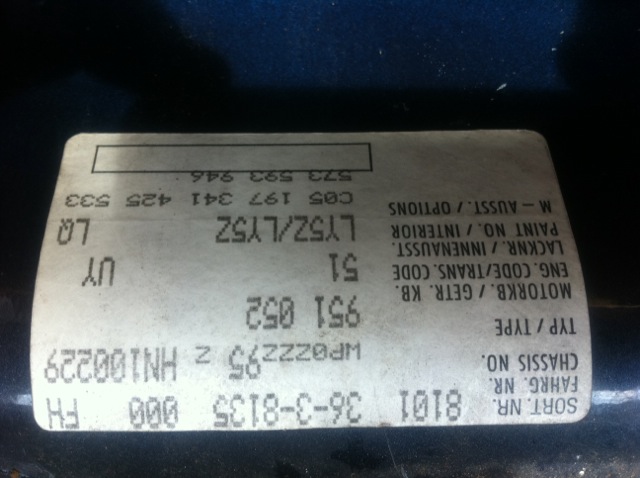 SORT. NR. 8101 36-3-8135 000 FH
FAHRG. NR.
CHASSIS NO. WP0ZZZ95 Z HN100229
TYP / TYPE 951 052
MOTORKB. / GETR. KB.
ENG. CODE/TRANS. CODE 51 UY
LACKNR. / INNENAUSST.
PAINT NO. / INTERIOR LY5Z/LY5Z LQ
M – AUSST. / OPTIONS C05 197 341 425 533
573 593 946